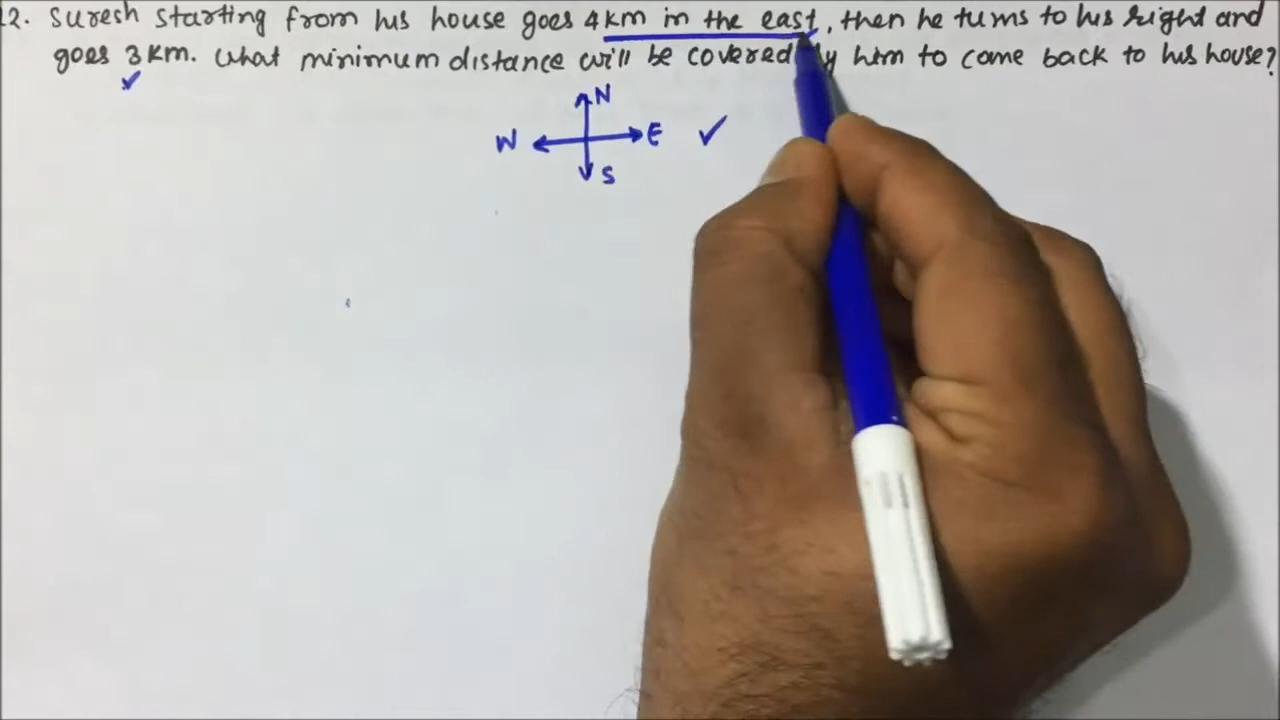 12. Suresh starting from his house goes 4km in the east, then he turns to his right and
goes 3km. What minimum distance will be covered by him to come back to his house?
N
W E
S